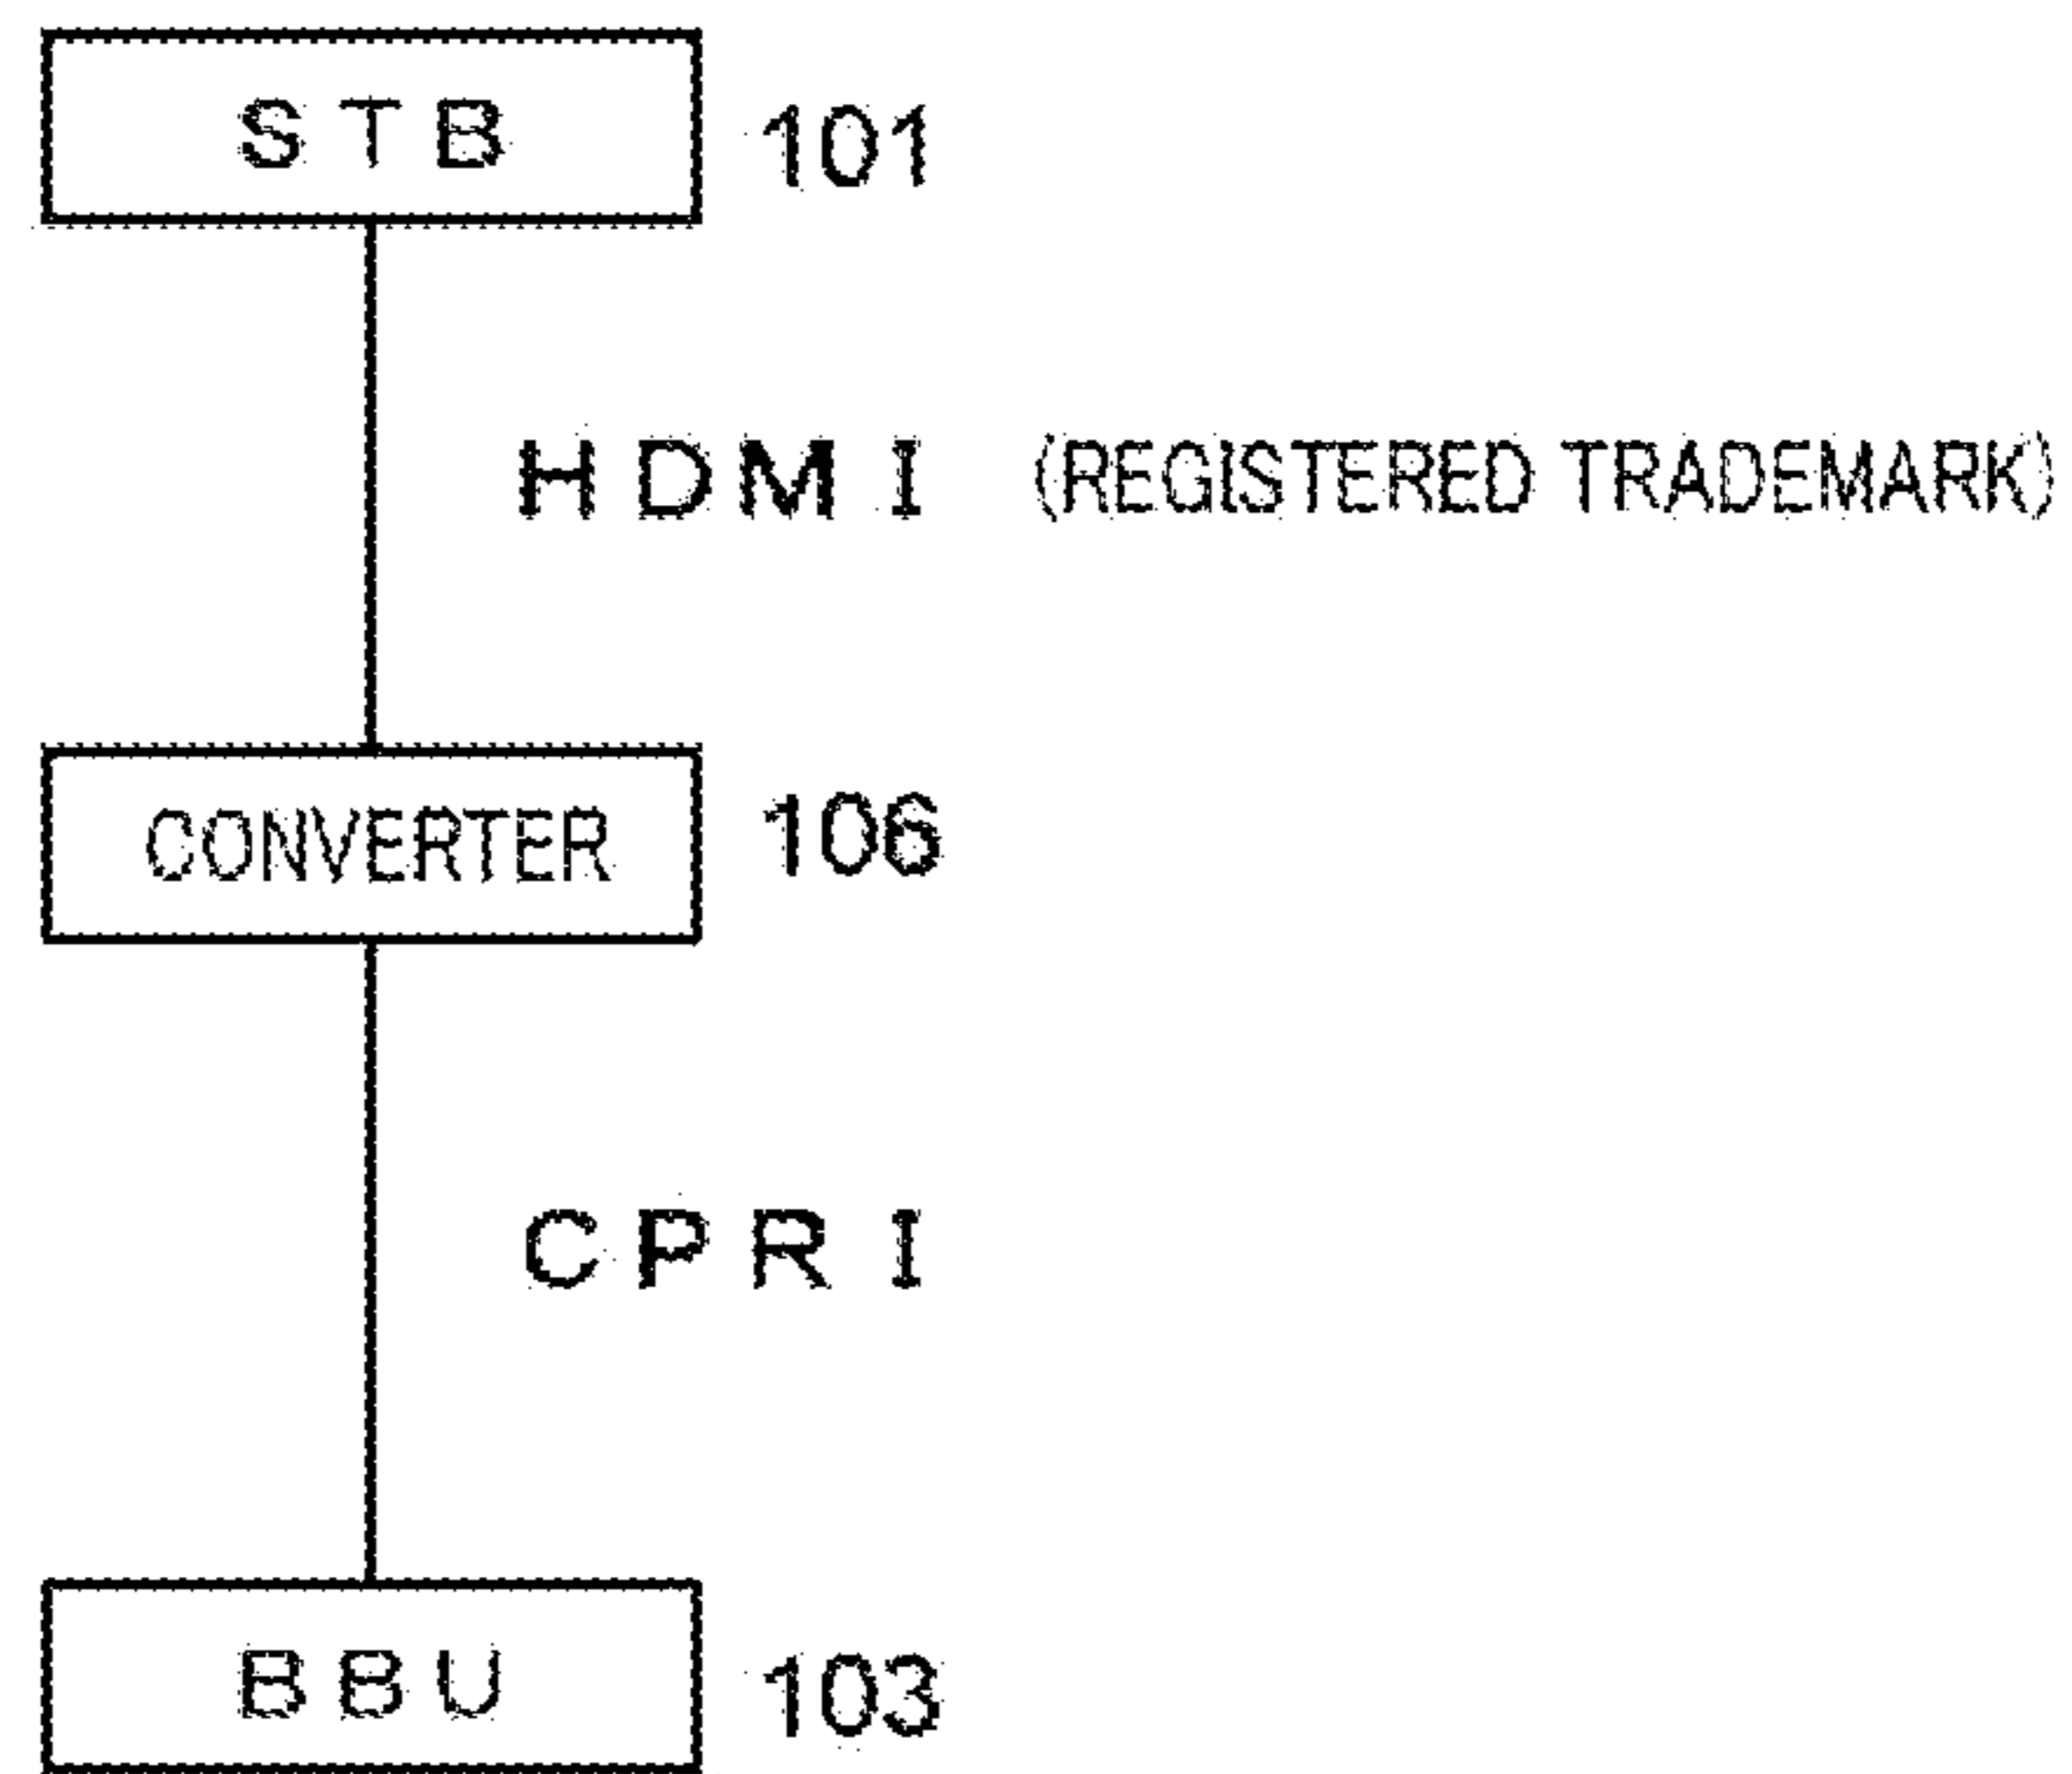 STB 101
HDMI (REGISTERED TRADEMARK)
CONVERTER 106
CPRI
BBU 103